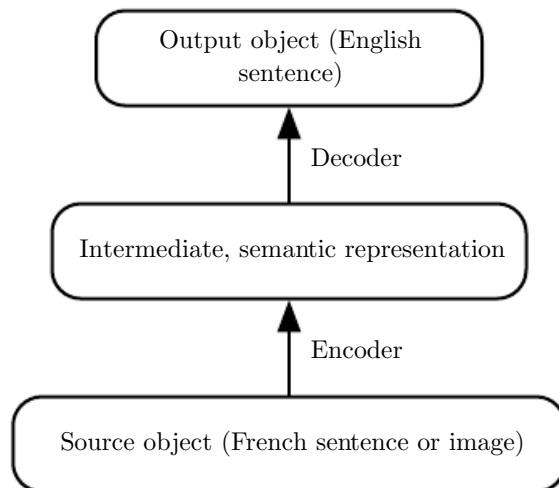 Output object (English
sentence)
Decoder
Intermediate, semantic representation
Encoder
Source object (French sentence or image)